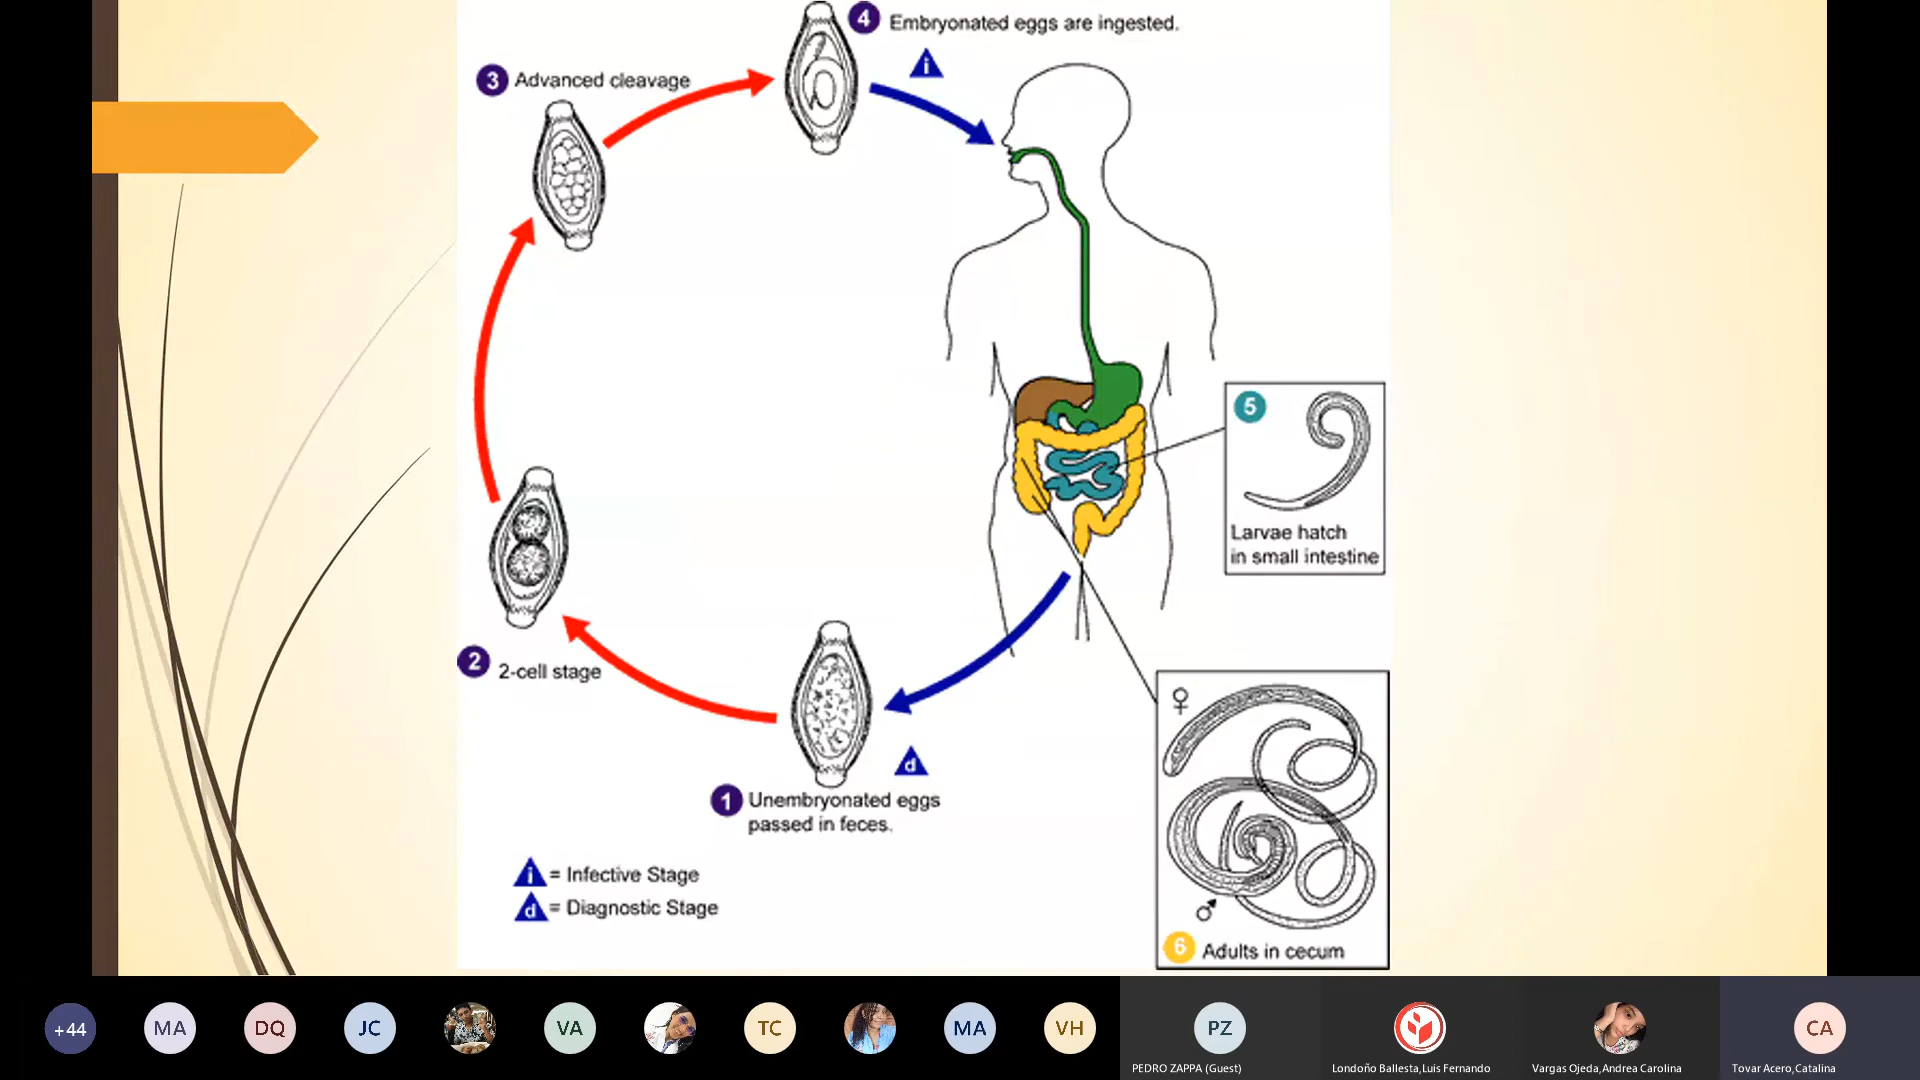 4 Embryonated eggs are ingested.
i
3 Advanced cleavage
5
Larvae hatch
in small intestine
2 2-cell stage
d
1 Unembryonated eggs
passed in feces.
i = Infective Stage
d = Diagnostic Stage
♀
♂
6 Adults in cecum
+44
MA
DQ
JC
VA
TC
MA
VH
PZ
CA
PEDRO ZAPPA (Guest)
Londoño Ballesta,Luis Fernando
Vargas Ojeda,Andrea Carolina
Tovar Acero,Catalina